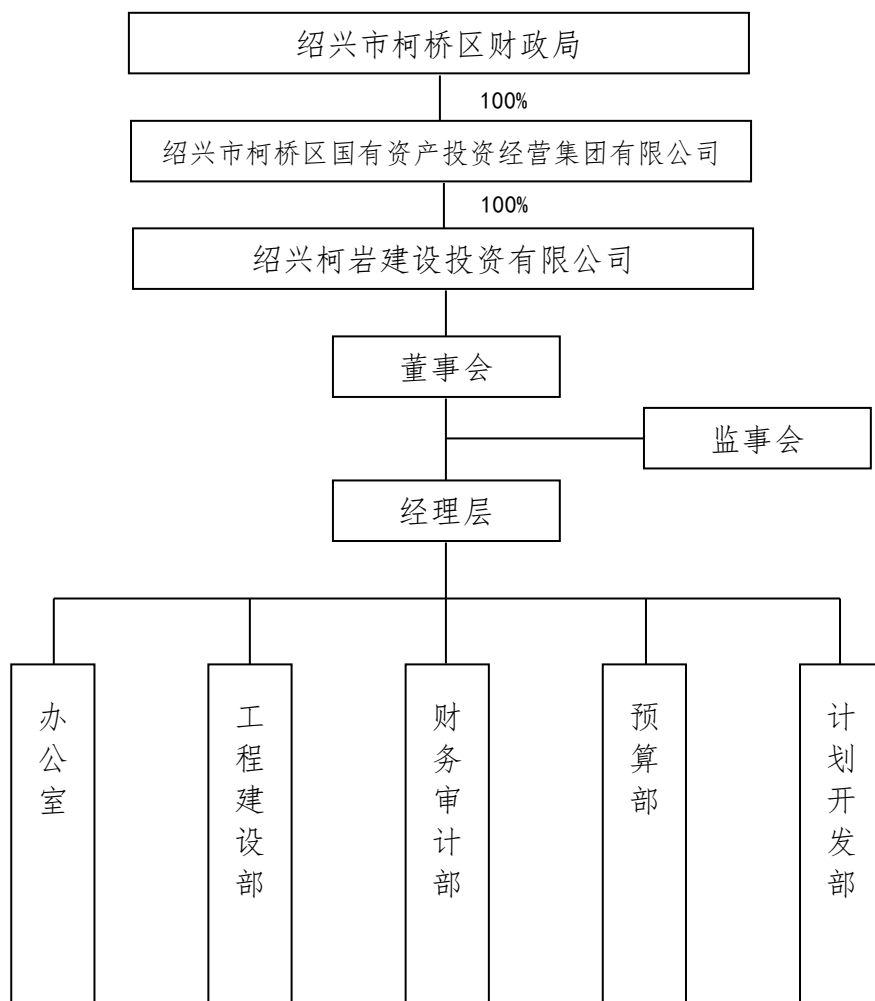 绍兴市柯桥区财政局
100%
绍兴市柯桥区国有资产投资经营集团有限公司
100%
绍兴柯岩建设投资有限公司
董事会
监事会
经理层
办公室
工程建设部
财务审计部
预算部
计划开发部